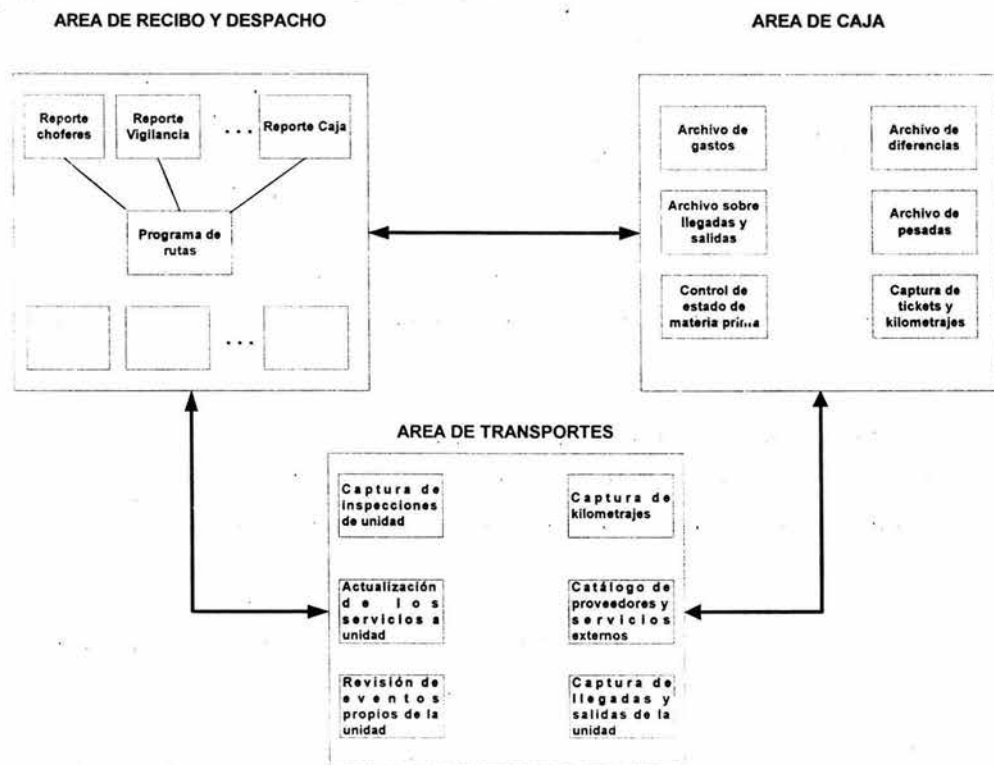 AREA DE RECIBO Y DESPACHO
AREA DE CAJA
Reporte
choferes
Reporte
Vigilancia
...
Reporte Caja
Programa de
rutas
...
Archivo de
gastos
Archivo de
diferencias
Archivo sobre
llegadas y
salidas
Archivo de
pesadas
Control de
estado de
materia prima
Captura de
tickets y
kilometrajes
AREA DE TRANSPORTES
Captura de
inspecciones
de unidad
Captura de
kilometrajes
Actualización
de los
servicios a
unidad
Catálogo de
proveedores y
servicios
externos
Revisión de
eventos
propios de la
unidad
Captura de
llegadas y
salidas de la
unidad